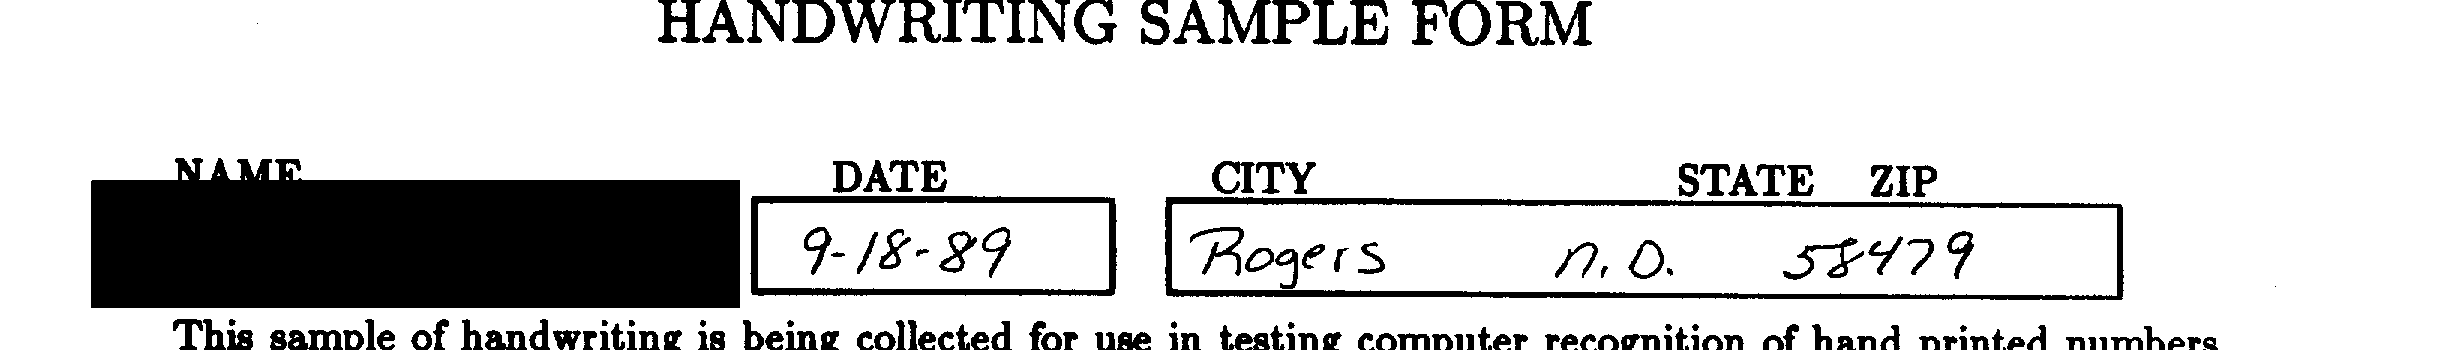 HANDWRITING SAMPLE FORM
NAME DATE CITY STATE ZIP
9-18-89 Rogers n.D. 58479
This sample of handwriting is being collected for use in testing computer recognition of hand printed numbers